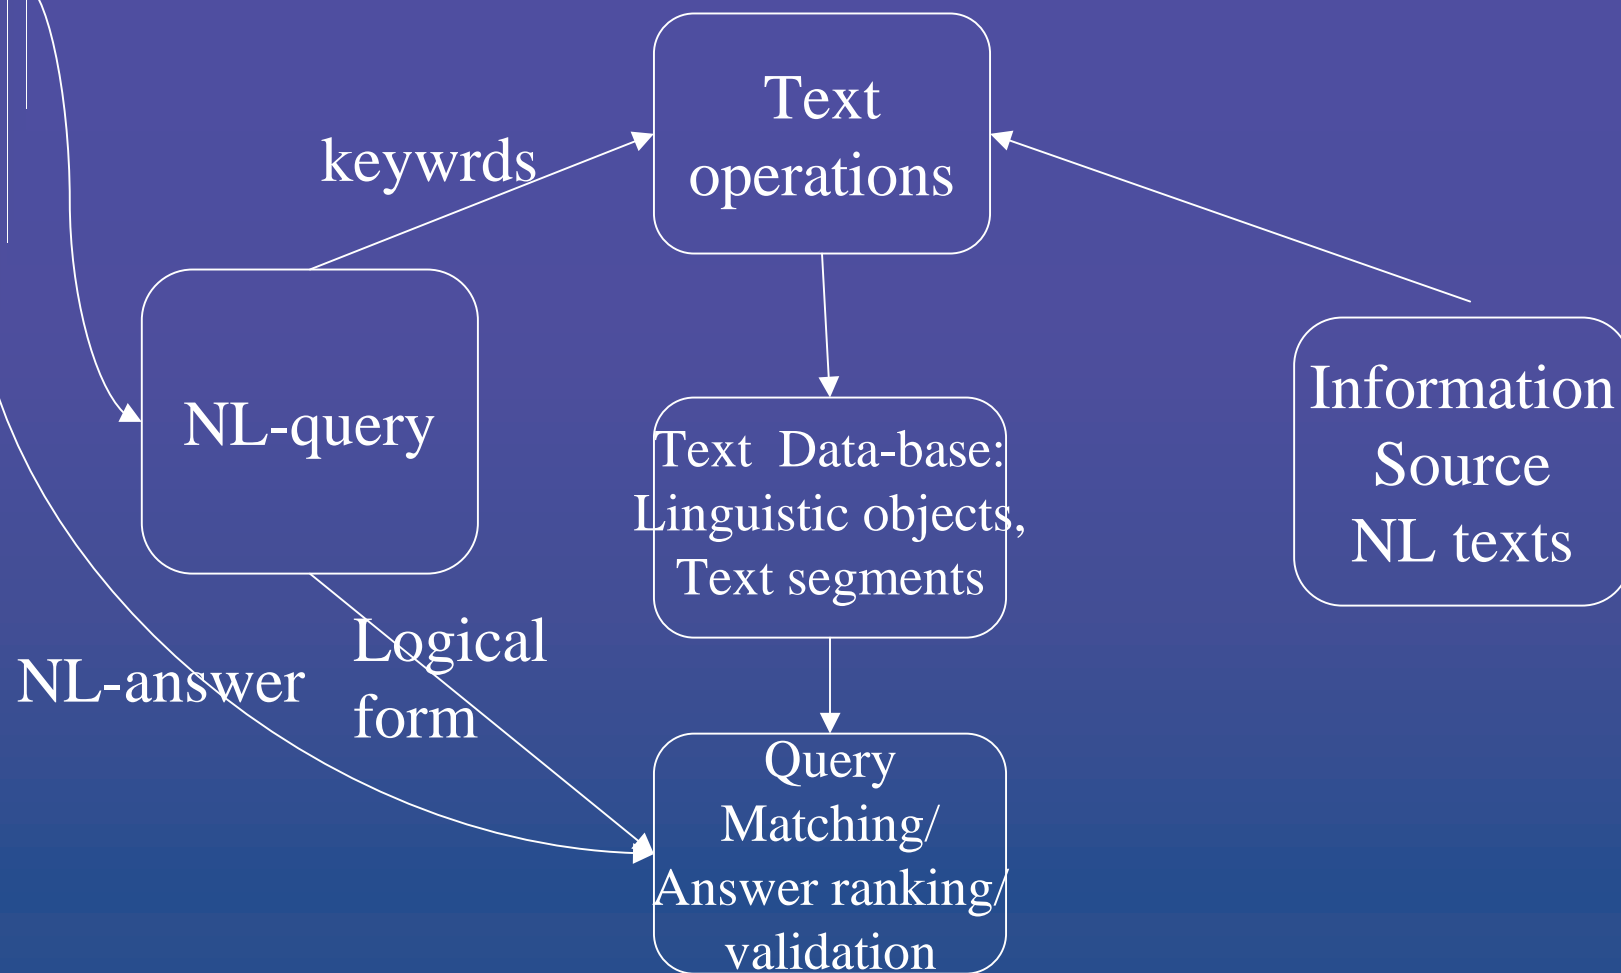 Text
operations
keywrds
NL-query
Information
Source
NL texts
Text  Data-base:
Linguistic objects,
Text segments
Logical
form
NL-answer
Query
Matching/
Answer ranking/
validation